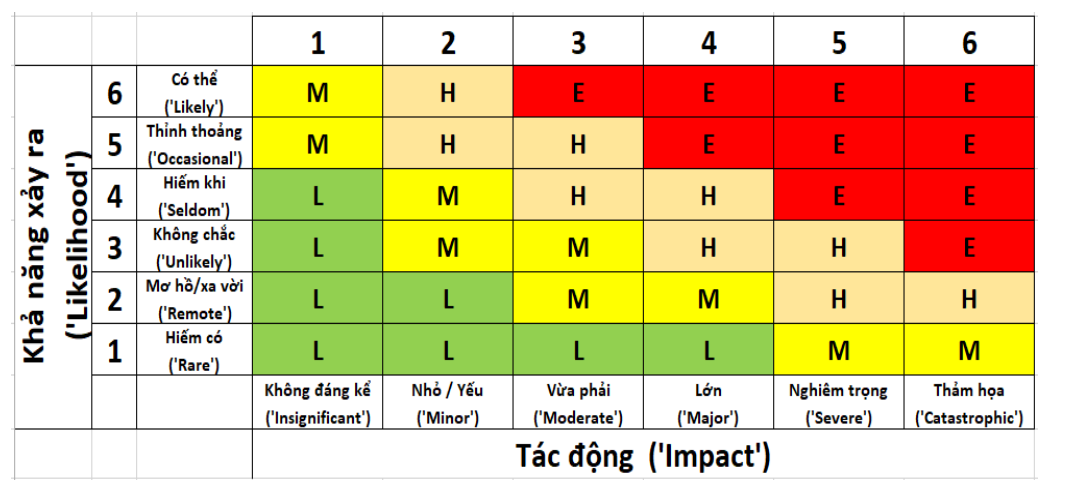 1 2 3 4 5 6
Khả năng xảy ra
('Likelihood')
6 Có thể
('Likely') M H E E E E
5 Thỉnh thoảng
('Occasional') M H H E E E
4 Hiếm khi
('Seldom') L M H H E E
3 Không chắc
('Unlikely') L M M H H E
2 Mơ hồ/xa vời
('Remote') L L M M H H
1 Hiếm có
('Rare') L L L L M M
Không đáng kể Nhỏ / Yếu Vừa phải Lớn Nghiêm trọng Thảm họa
('Insignificant') ('Minor') ('Moderate') ('Major') ('Severe') ('Catastrophic')
Tác động ('Impact')